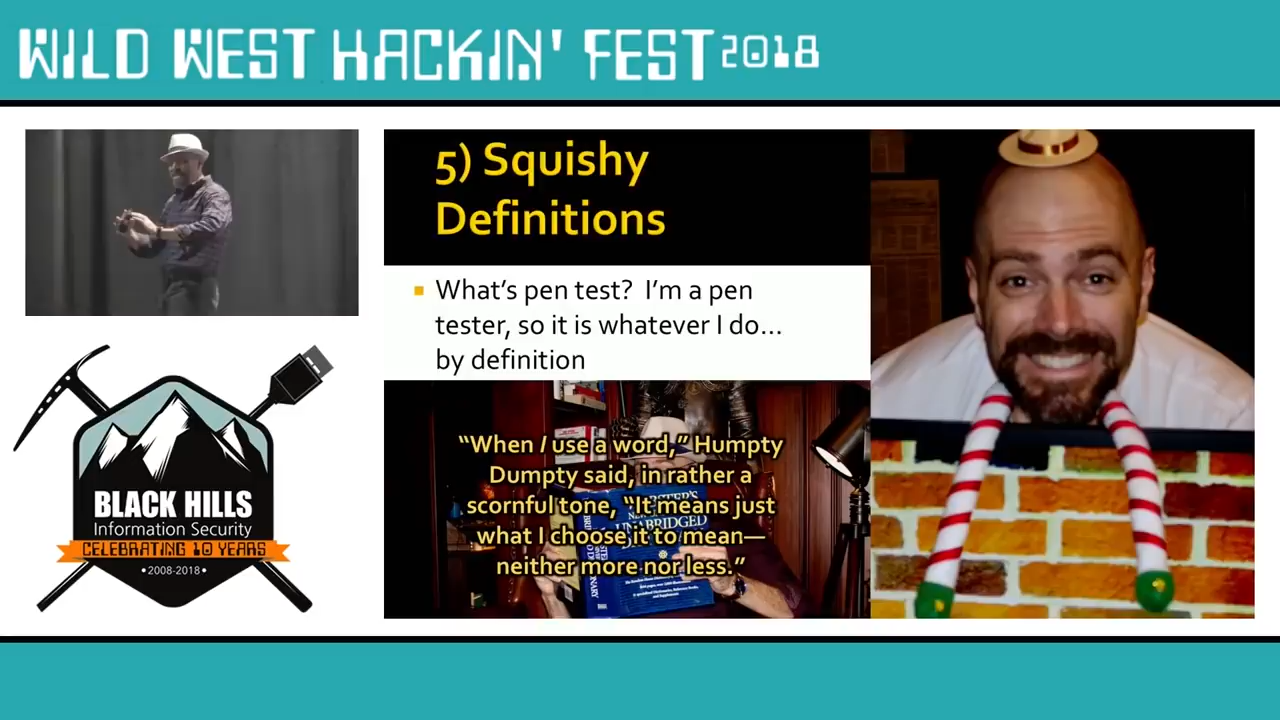 WILD WEST HACKIN' FEST 2018
5) Squishy
Definitions
▪ What's pen test?  I'm a pen
tester, so it is whatever I do…
by definition
“When I use a word,” Humpty
Dumpty said, in rather a
scornful tone, “It means just
what I choose it to mean—
neither more nor less.”
UNABRIDGED
BLACK HILLS
Information Security
CELEBRATING 10 YEARS
•2008-2018•